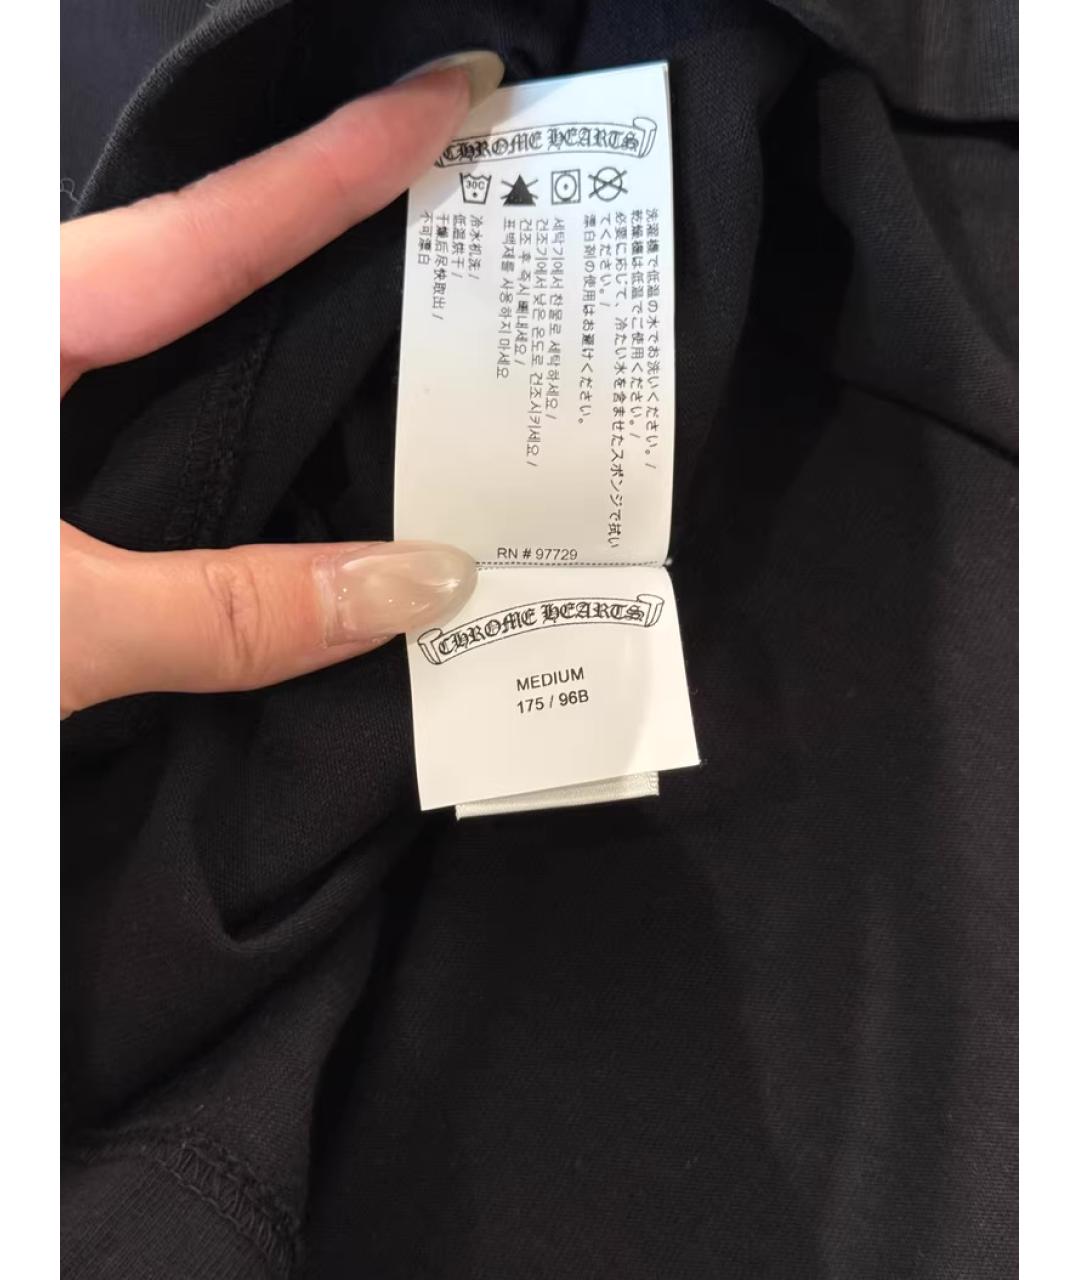 CHROME HEARTS
30C
洗濯機で低温の水でお洗いください。/
乾燥機は低温でご使用ください。/
必要に応じて、冷たい水を含ませたスポンジで拭い
てください。/
漂白剤の使用はお避けください。
세탁기에서 찬물로 세탁하세요/
건조기에서 낮은 온도로 건조시키세요/
건조 후 즉시 꺼내세요/
표백제를 사용하지 마세요
冷水机洗/
低温烘干/
干燥后尽快取出/
不可漂白
RN # 97729
CHROME HEARTS
MEDIUM
175 / 96B